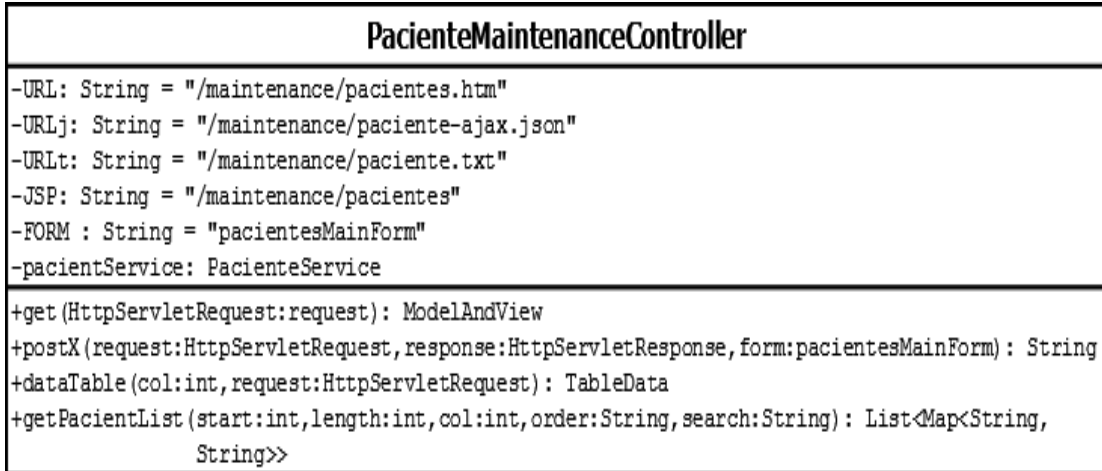 PacienteMaintenanceController
-URL: String = "/maintenance/pacientes.htm"
-URLj: String = "/maintenance/paciente-ajax.json"
-URLt: String = "/maintenance/paciente.txt"
-JSP: String = "/maintenance/pacientes"
-FORM : String = "pacientesMainForm"
-pacientService: PacienteService
+get(HttpServletRequest:request): ModelAndView
+postX(request:HttpServletRequest,response:HttpServletResponse,form:pacientesMainForm): String
+dataTable(col:int,request:HttpServletRequest): TableData
+getPacientList(start:int,length:int,col:int,order:String,search:String): List<Map<String,
String>>